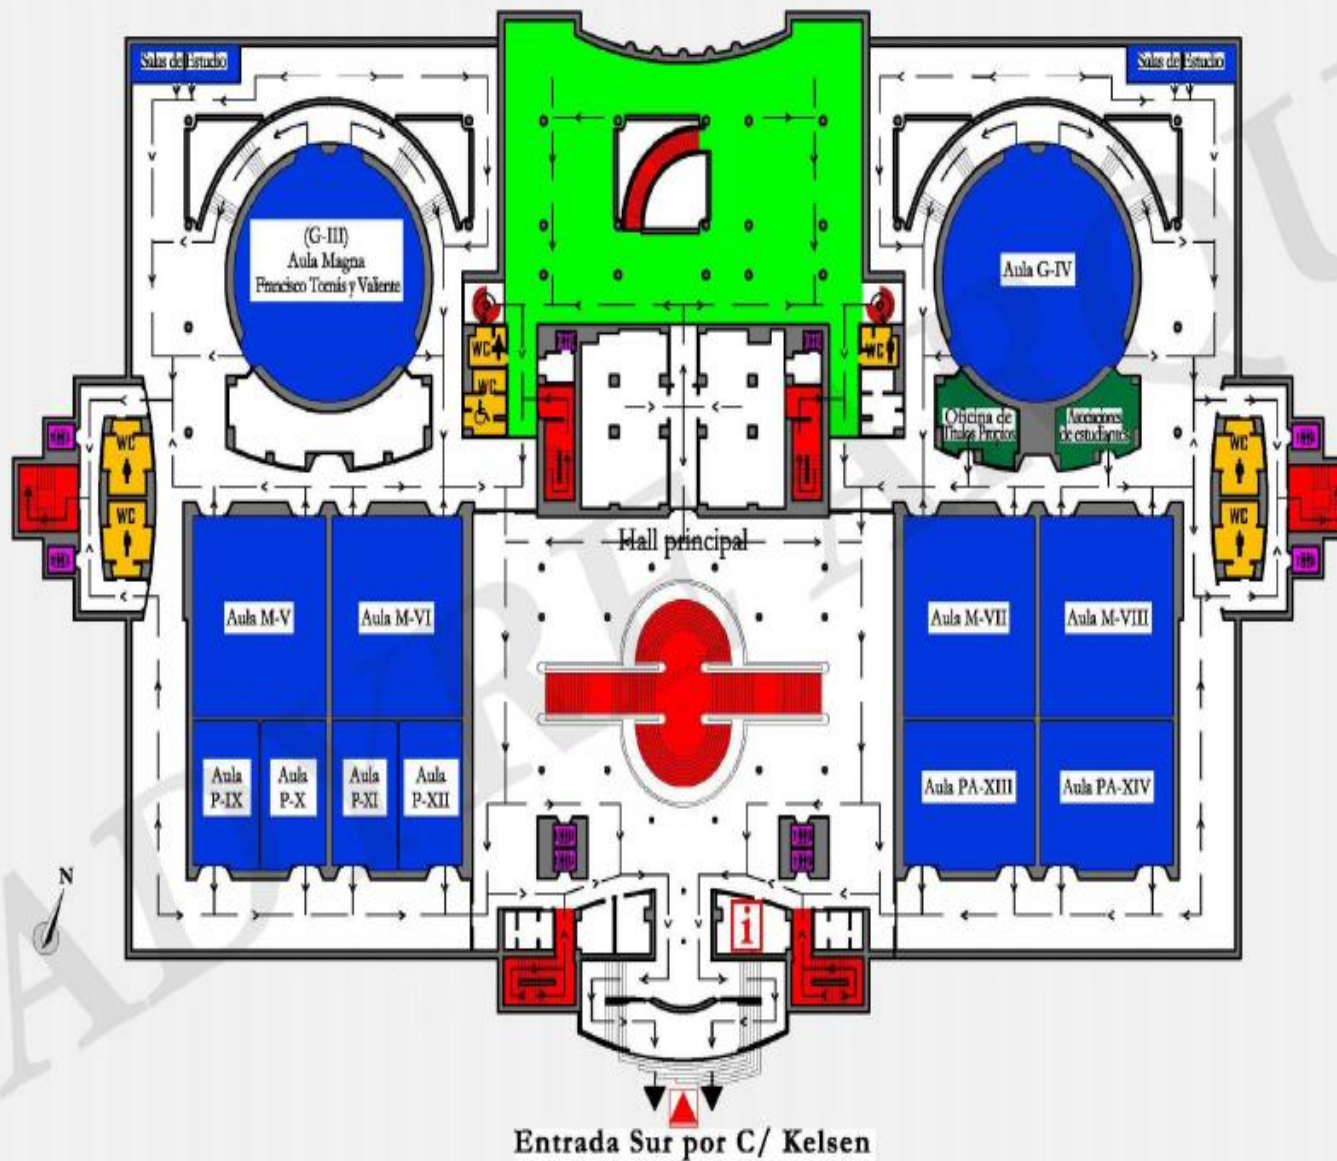 Salas de Estudio
Salas de Estudio
(G-III)
Aula Magna
Francisco Tomás y Valiente
Aula G-IV
WC
WC
WC
Oficina de
Títulos Propios
Asociaciones
de estudiantes
WC
WC
WC
WC
Hall principal
Aula M-V
Aula M-VI
Aula M-VII
Aula M-VIII
Aula
P-IX
Aula
P-X
Aula
P-XI
Aula
P-XII
Aula PA-XIII
Aula PA-XIV
N
i
Entrada Sur por C/ Kelsen